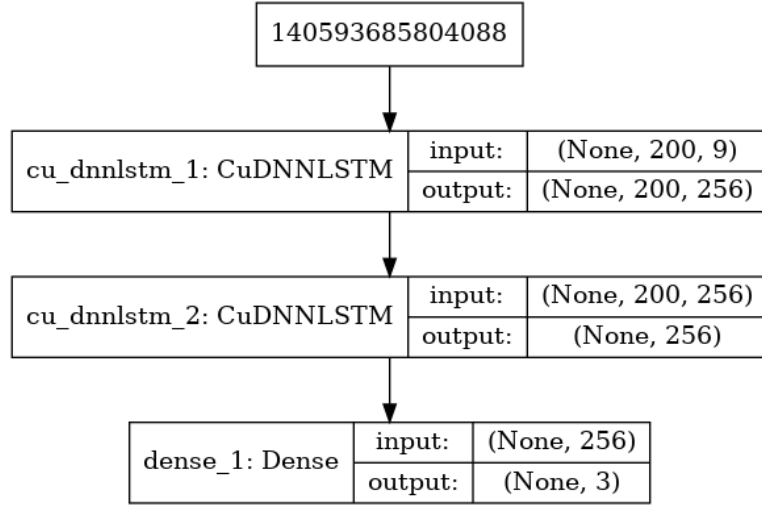 140593685804088
cu_dnnlstm_1: CuDNNLSTM
input: (None, 200, 9)
output: (None, 200, 256)
cu_dnnlstm_2: CuDNNLSTM
input: (None, 200, 256)
output: (None, 256)
dense_1: Dense
input: (None, 256)
output: (None, 3)